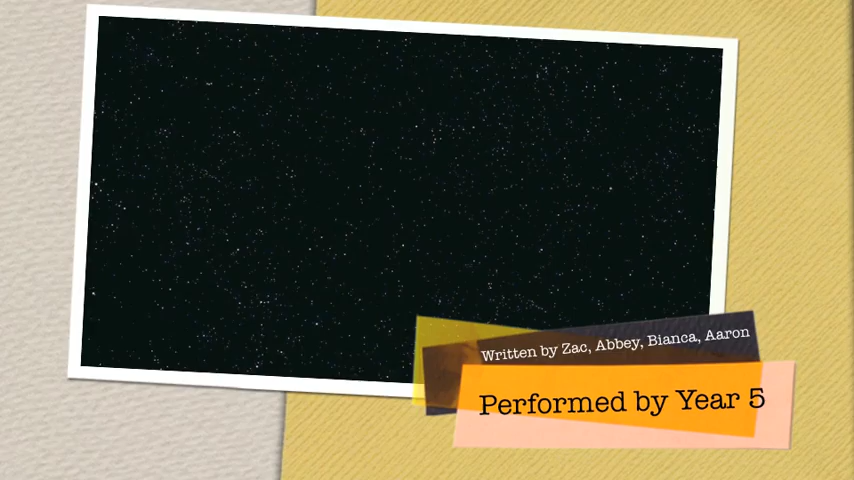 Written by Zac, Abbey, Bianca, Aaron
Performed by Year 5